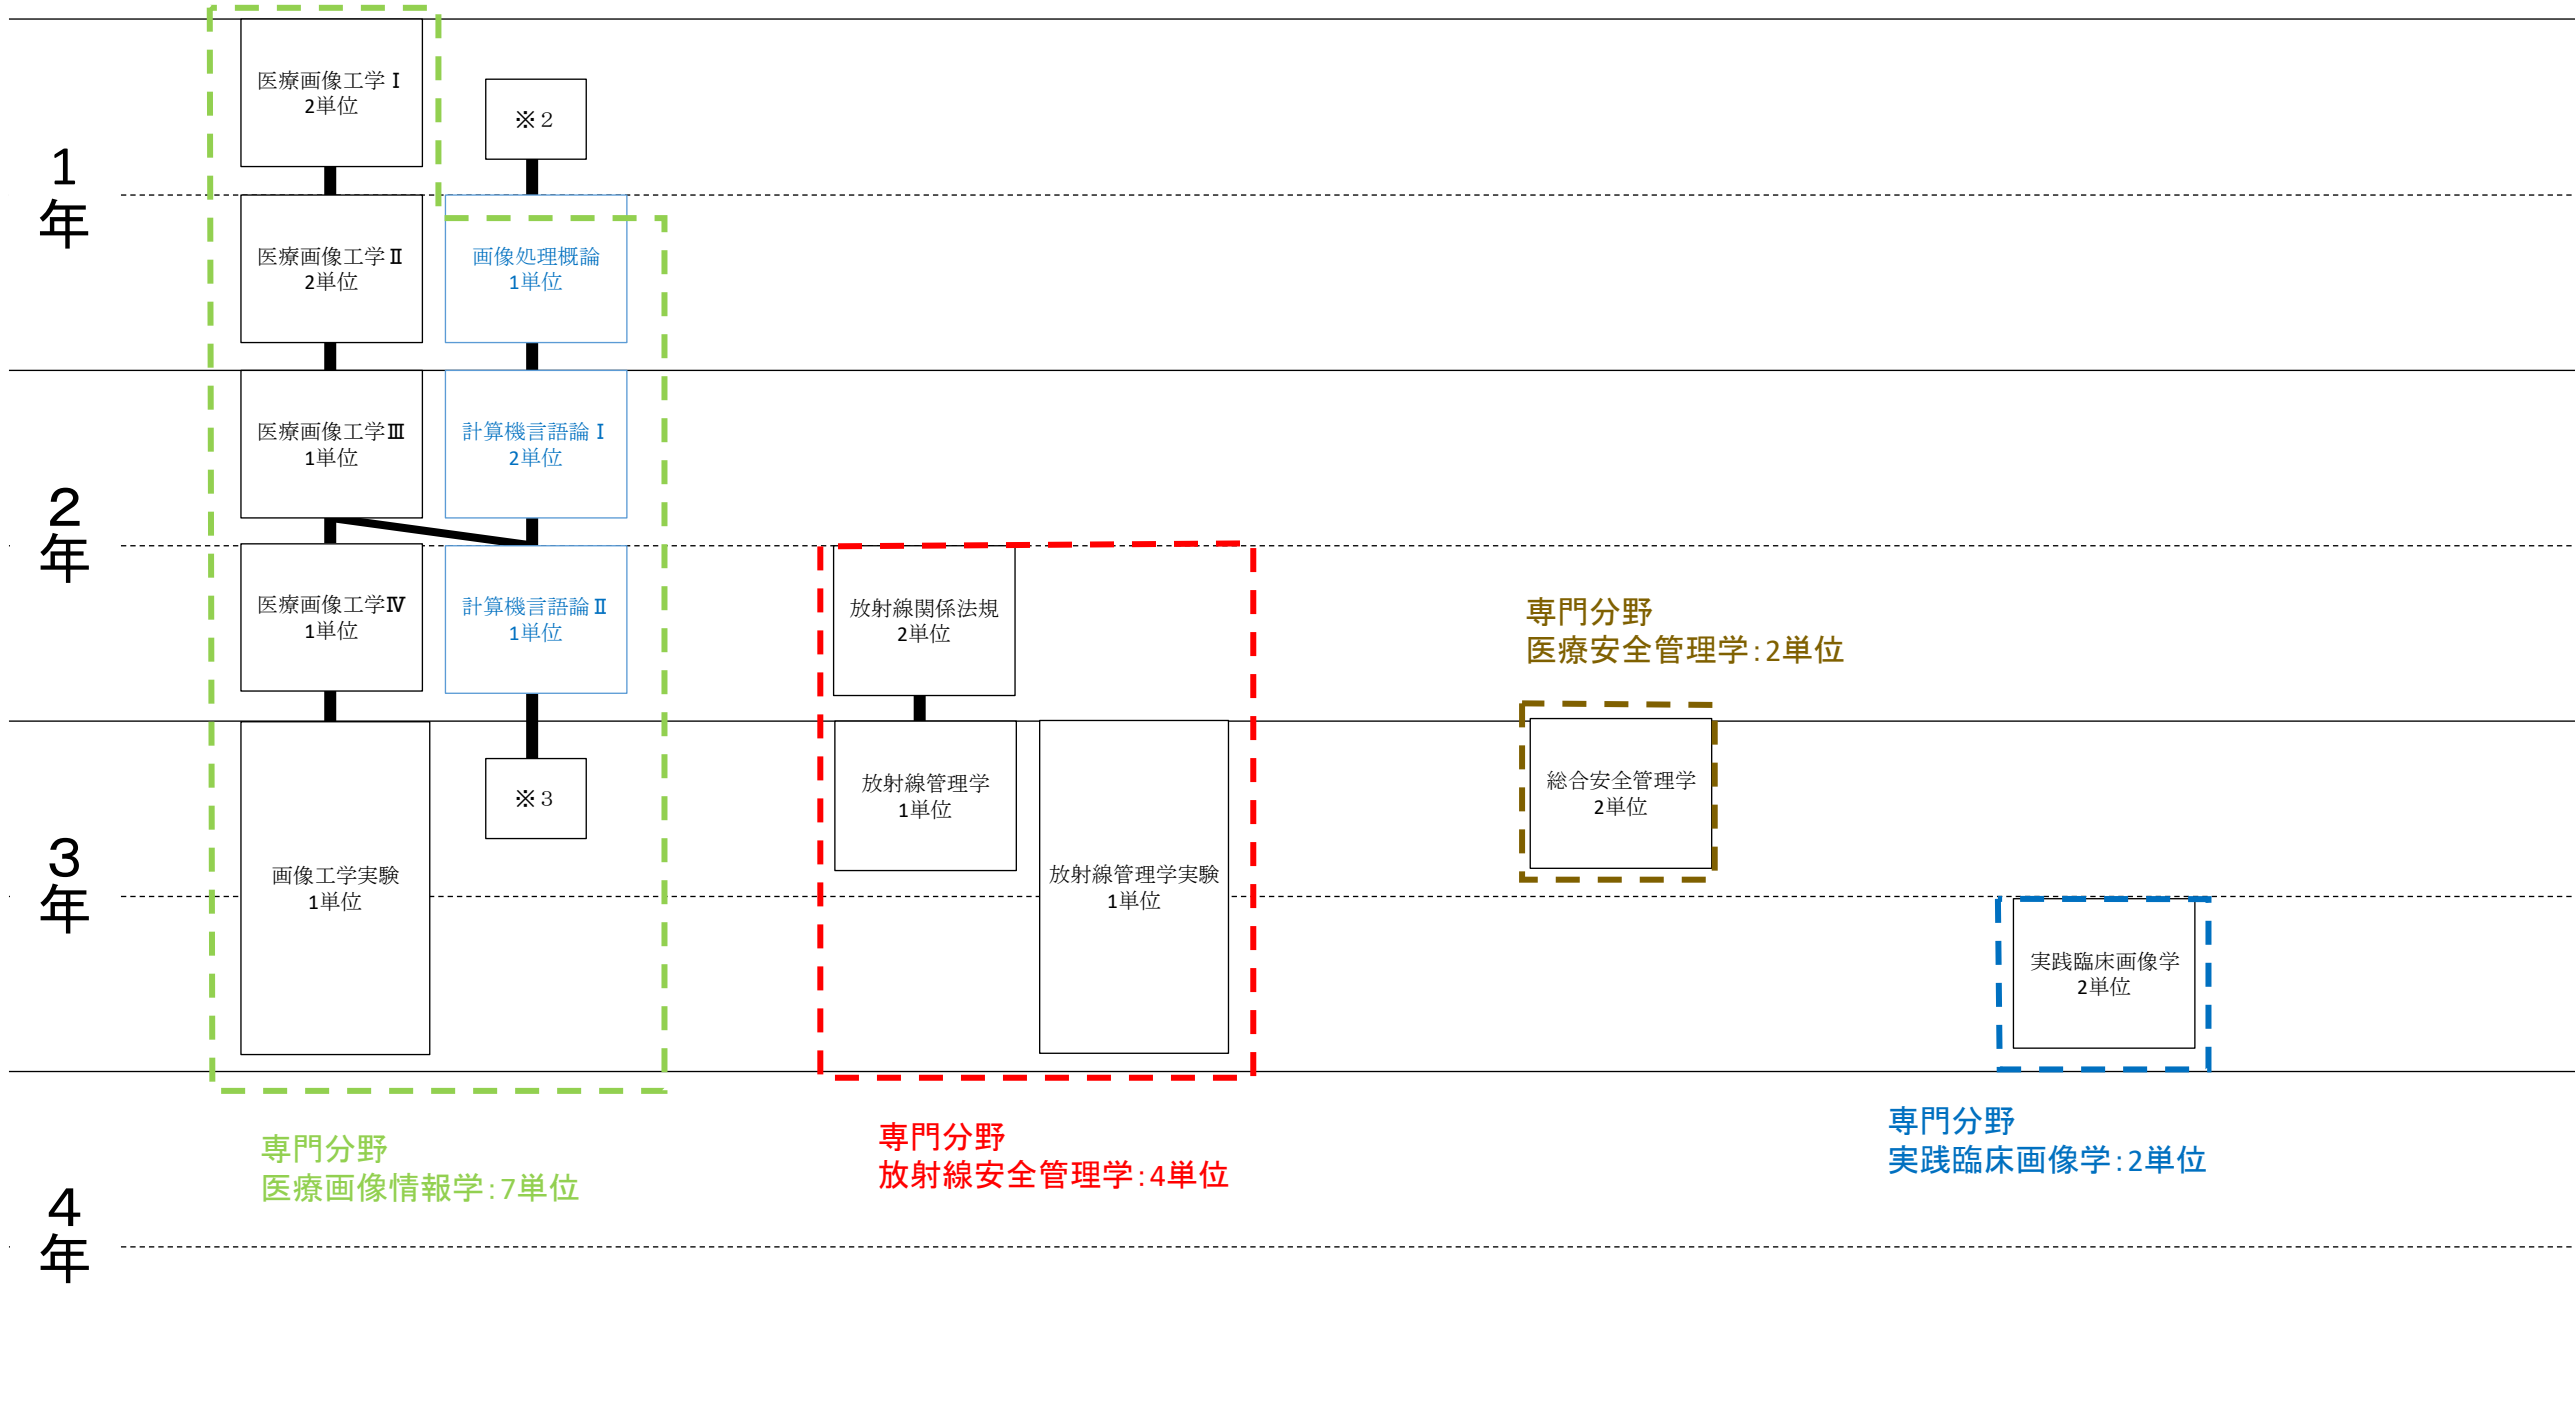 1
年
医療画像工学Ⅰ
2単位
※2
医療画像工学Ⅱ
2単位
画像処理概論
1単位
2
年
医療画像工学Ⅲ
1単位
計算機言語論Ⅰ
2単位
医療画像工学Ⅳ
1単位
計算機言語論Ⅱ
1単位
放射線関係法規
2単位
専門分野
医療安全管理学:2単位
3
年
画像工学実験
1単位
※3
放射線管理学
1単位
放射線管理学実験
1単位
総合安全管理学
2単位
実践臨床画像学
2単位
専門分野
医療画像情報学:7単位
専門分野
放射線安全管理学:4単位
専門分野
実践臨床画像学:2単位
4
年